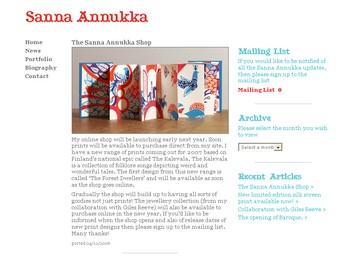 Sanna Annukka
Home
News
Portfolio
Biography
Contact
The Sanna Annukka Shop
My online shop will be launching early next year. Soon
prints will be available to purchase direct from my site. I
have a new range of prints coming out for 2007 based on
Finland's national epic called The Kalevala. The Kalevala
is a collection of folklore songs depicting weird and
wonderful tales. The first design from this new range is
called 'The Forest Dwellers' and will be available as soon
as the shop goes online.
Gradually the shop will build up to having all sorts of
goodies not just prints! The jewellery collection (from my
collaboration with Giles Reeve) will also be available to
purchase online in the new year. If you'd like to be
informed when the shop opens and also of release dates of
new print designs then please sign up to the mailing list.
Many thanks!
Mailing List
If you would like to be notified of
all the Sanna Annukka updates,
then please sign up to the
mailing list
Mailing List
Archive
Please select the month you wish
to view
Select a month
Recent Articles
The Sanna Annukka Shop >
New limited edition silk screen
print available now! >
Collaboration with Giles Reeve >
The opening of Baroque. >